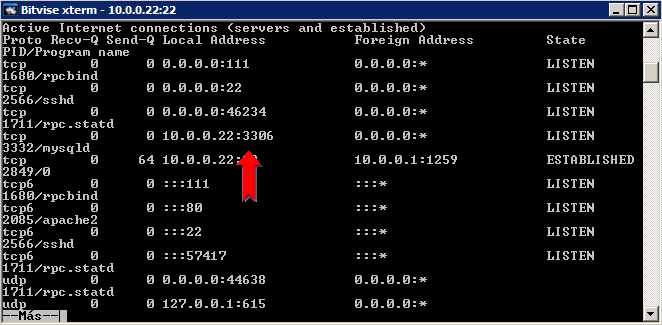 Bitvise xterm - 10.0.0.22:22
Active Internet connections (servers and established)
Proto Recv-Q Send-Q Local Address Foreign Address State
PID/Program name
tcp 0 0 0.0.0.0:111 0.0.0.0:* LISTEN
1680/rpcbind
tcp 0 0 0.0.0.0:22 0.0.0.0:* LISTEN
2566/sshd
tcp 0 0 0.0.0.0:46234 0.0.0.0:* LISTEN
1711/rpc.statd
tcp 0 0 10.0.0.22:3306 0.0.0.0:* LISTEN
3332/mysqld
tcp 0 64 10.0.0.22: 10.0.0.1:1259 ESTABLISHED
2849/0
tcp6 0 0 :::111 :::* LISTEN
1680/rpcbind
tcp6 0 0 :::80 :::* LISTEN
2085/apache2
tcp6 0 0 :::22 :::* LISTEN
2566/sshd
tcp6 0 0 :::57417 :::* LISTEN
1711/rpc.statd
udp 0 0 0.0.0.0:44638 0.0.0.0:*
1711/rpc.statd
udp 0 0 127.0.0.1:615 0.0.0.0:*
--Más--